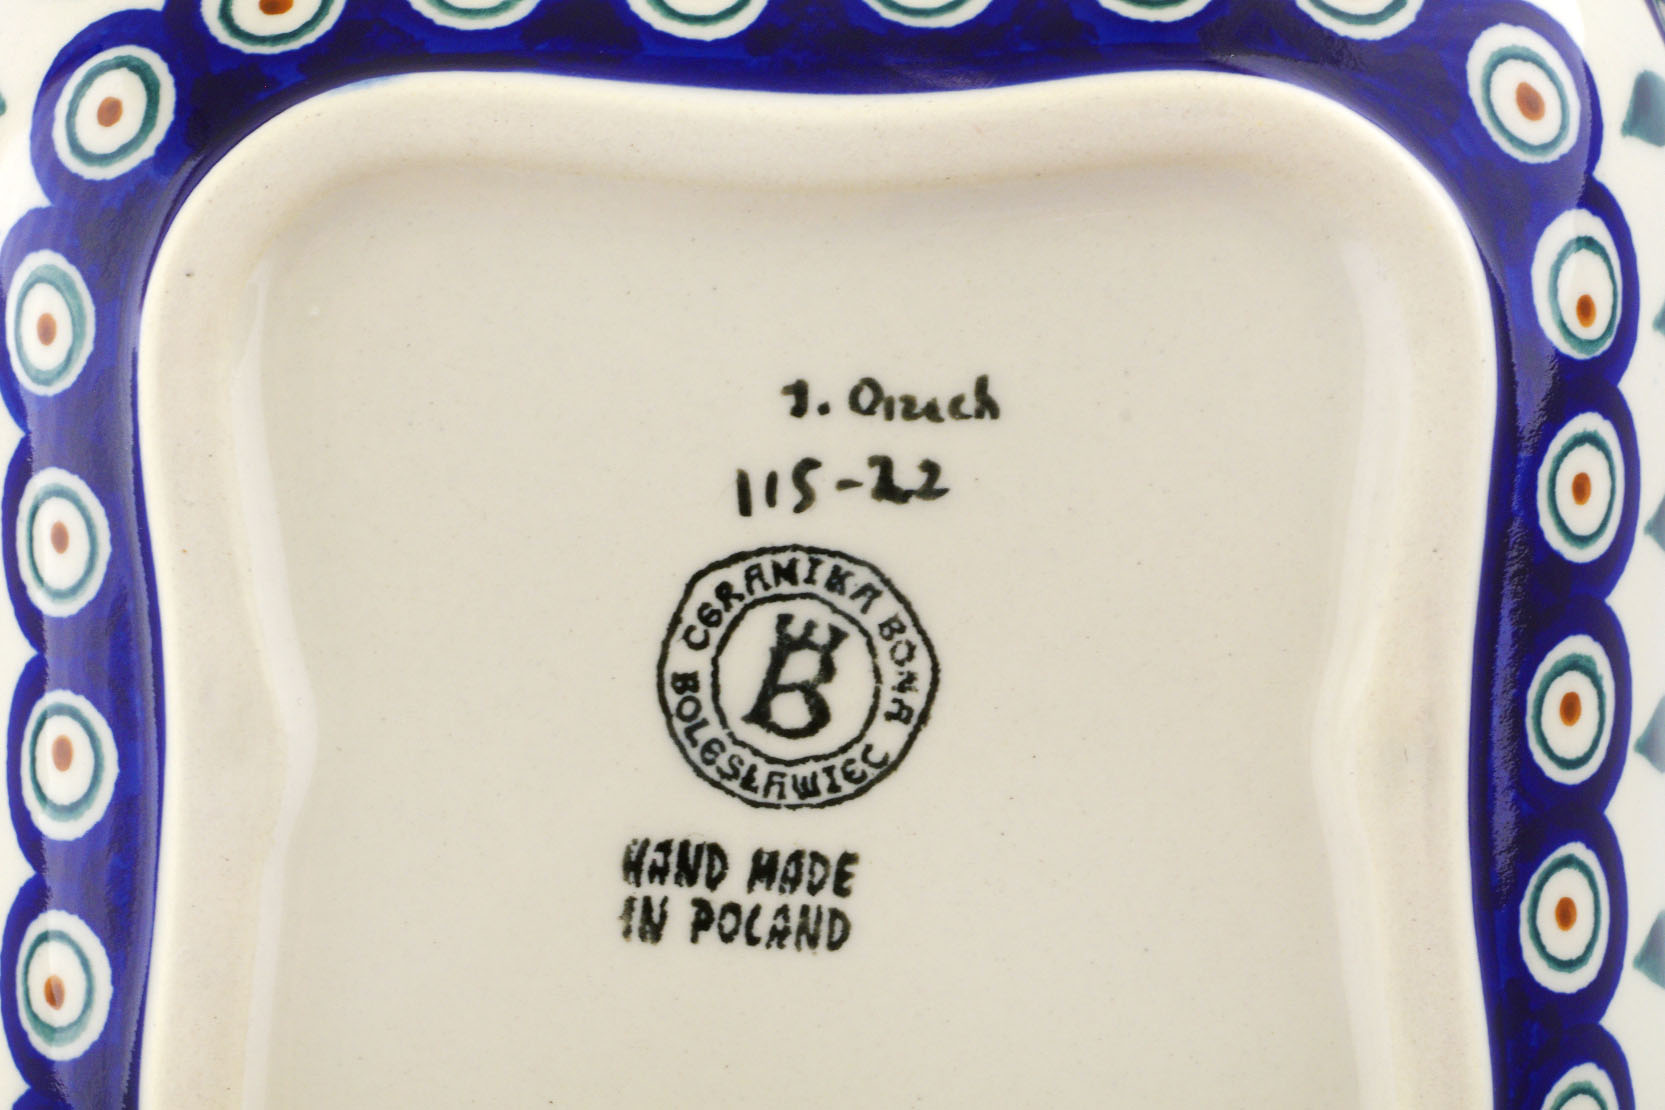 J. Orzech
115-22
CERAMIKA BONA
BOLESŁAWIEC
B
HAND MADE
IN POLAND